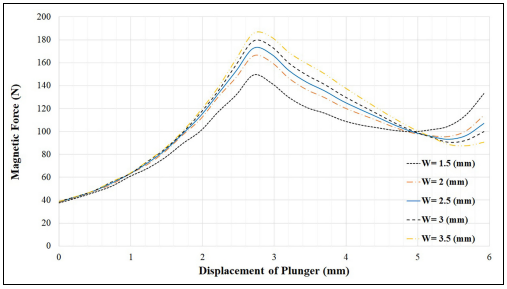 Magnetic Force (N)
200
180
160
140
120
100
80
60
40
20
0
0 1 2 3 4 5 6
Displacement of Plunger (mm)
W= 1.5 (mm)
W= 2 (mm)
W= 2.5 (mm)
W= 3 (mm)
W= 3.5 (mm)